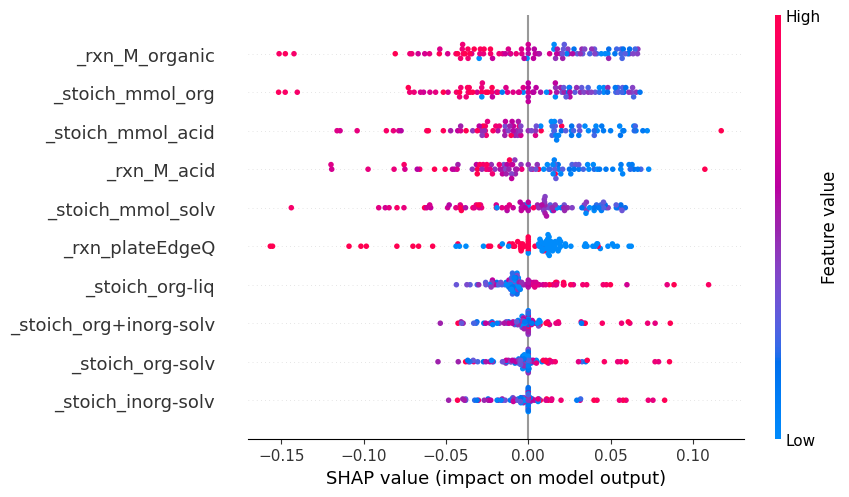 High
_rxn_M_organic
_stoich_mmol_org
_stoich_mmol_acid
_rxn_M_acid
_stoich_mmol_solv
_rxn_plateEdgeQ
_stoich_org-liq
_stoich_org+inorg-solv
_stoich_org-solv
_stoich_inorg-solv
Feature value
Low
−0.15 −0.10 −0.05 0.00 0.05 0.10
SHAP value (impact on model output)